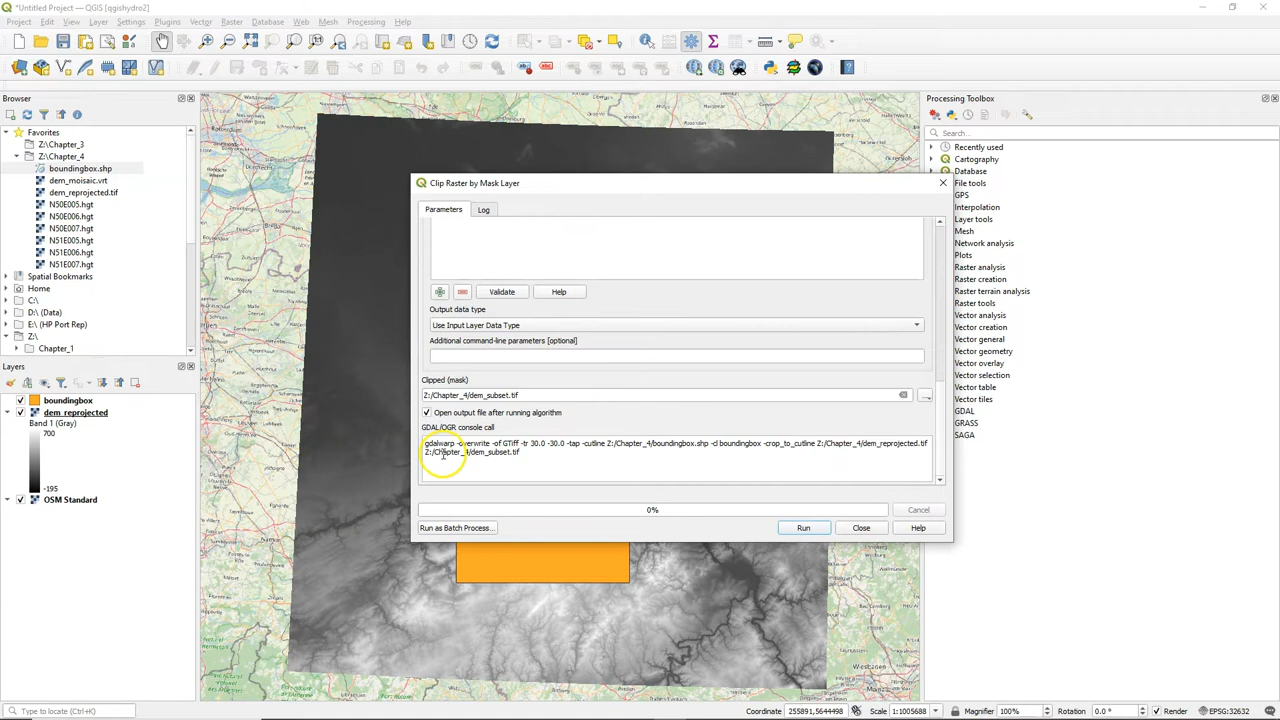 *Untitled Project — QGIS [qgishydro2]
Project Edit View Layer Settings Plugins Vector Raster Database Web Mesh Processing HCMGIS Help
Browser
Favorites
Z:\Chapter_3
Z:\Chapter_4
boundingbox.shp
dem_moisaic.vrt
dem_reprojected.tif
N50E005.hgt
N50E006.hgt
N50E007.hgt
N51E005.hgt
N51E006.hgt
N51E007.hgt
Spatial Bookmarks
Home
C:\
D:\ (Data)
E:\ (HP Port Rep)
Z:\
Chapter_1
Layers
boundingbox
dem_reprojected
Band 1 (Gray)
700
-195
OSM Standard
Clip Raster by Mask Layer
Parameters Log
Validate Help
Output data type
Use Input Layer Data Type
Additional command-line parameters [optional]
Clipped (mask)
Z:/Chapter_4/dem_subset.tif
...
Open output file after running algorithm
GDAL/OGR console call
gdalwarp -overwrite -of GTiff -tr 30.0 -30.0 -tap -cutline Z:/Chapter_4/boundingbox.shp -cl boundingbox -crop_to_cutline Z:/Chapter_4/dem_reprojected.tif
Z:/Chapter_4/dem_subset.tif
0% Cancel
Run as Batch Process... Run Close Help
Processing Toolbox
Search...
Recently used
Cartography
Database
File tools
GPS
Interpolation
Layer tools
Mesh
Network analysis
Plots
Raster analysis
Raster creation
Raster terrain analysis
Raster tools
Vector analysis
Vector creation
Vector general
Vector geometry
Vector overlay
Vector selection
Vector table
Vector tiles
GDAL
GRASS
SAGA
Wiesbaden
Type to locate (Ctrl+K) Coordinate 255891,5644498 Scale 1:1005688 Magnifier 100% Rotation 0.0 ° Render EPSG:32632